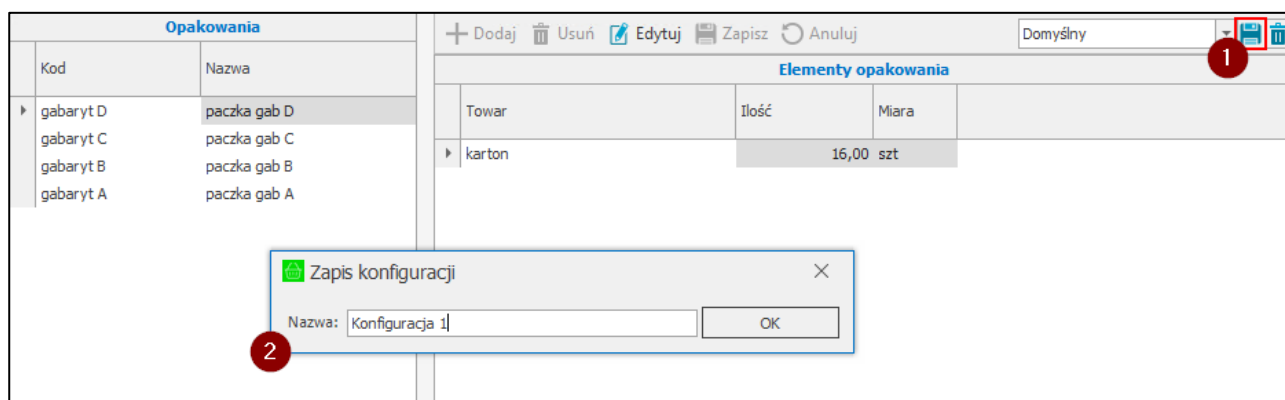 Opakowania
Kod Nazwa
gabaryt D paczka gab D
gabaryt C paczka gab C
gabaryt B paczka gab B
gabaryt A paczka gab A
Dodaj Usuń Edytuj Zapisz Anuluj Domyślny
1
Elementy opakowania
Towar Ilość Miara
karton 16,00 szt
Zapis konfiguracji
Nazwa: Konfiguracja 1 OK
2